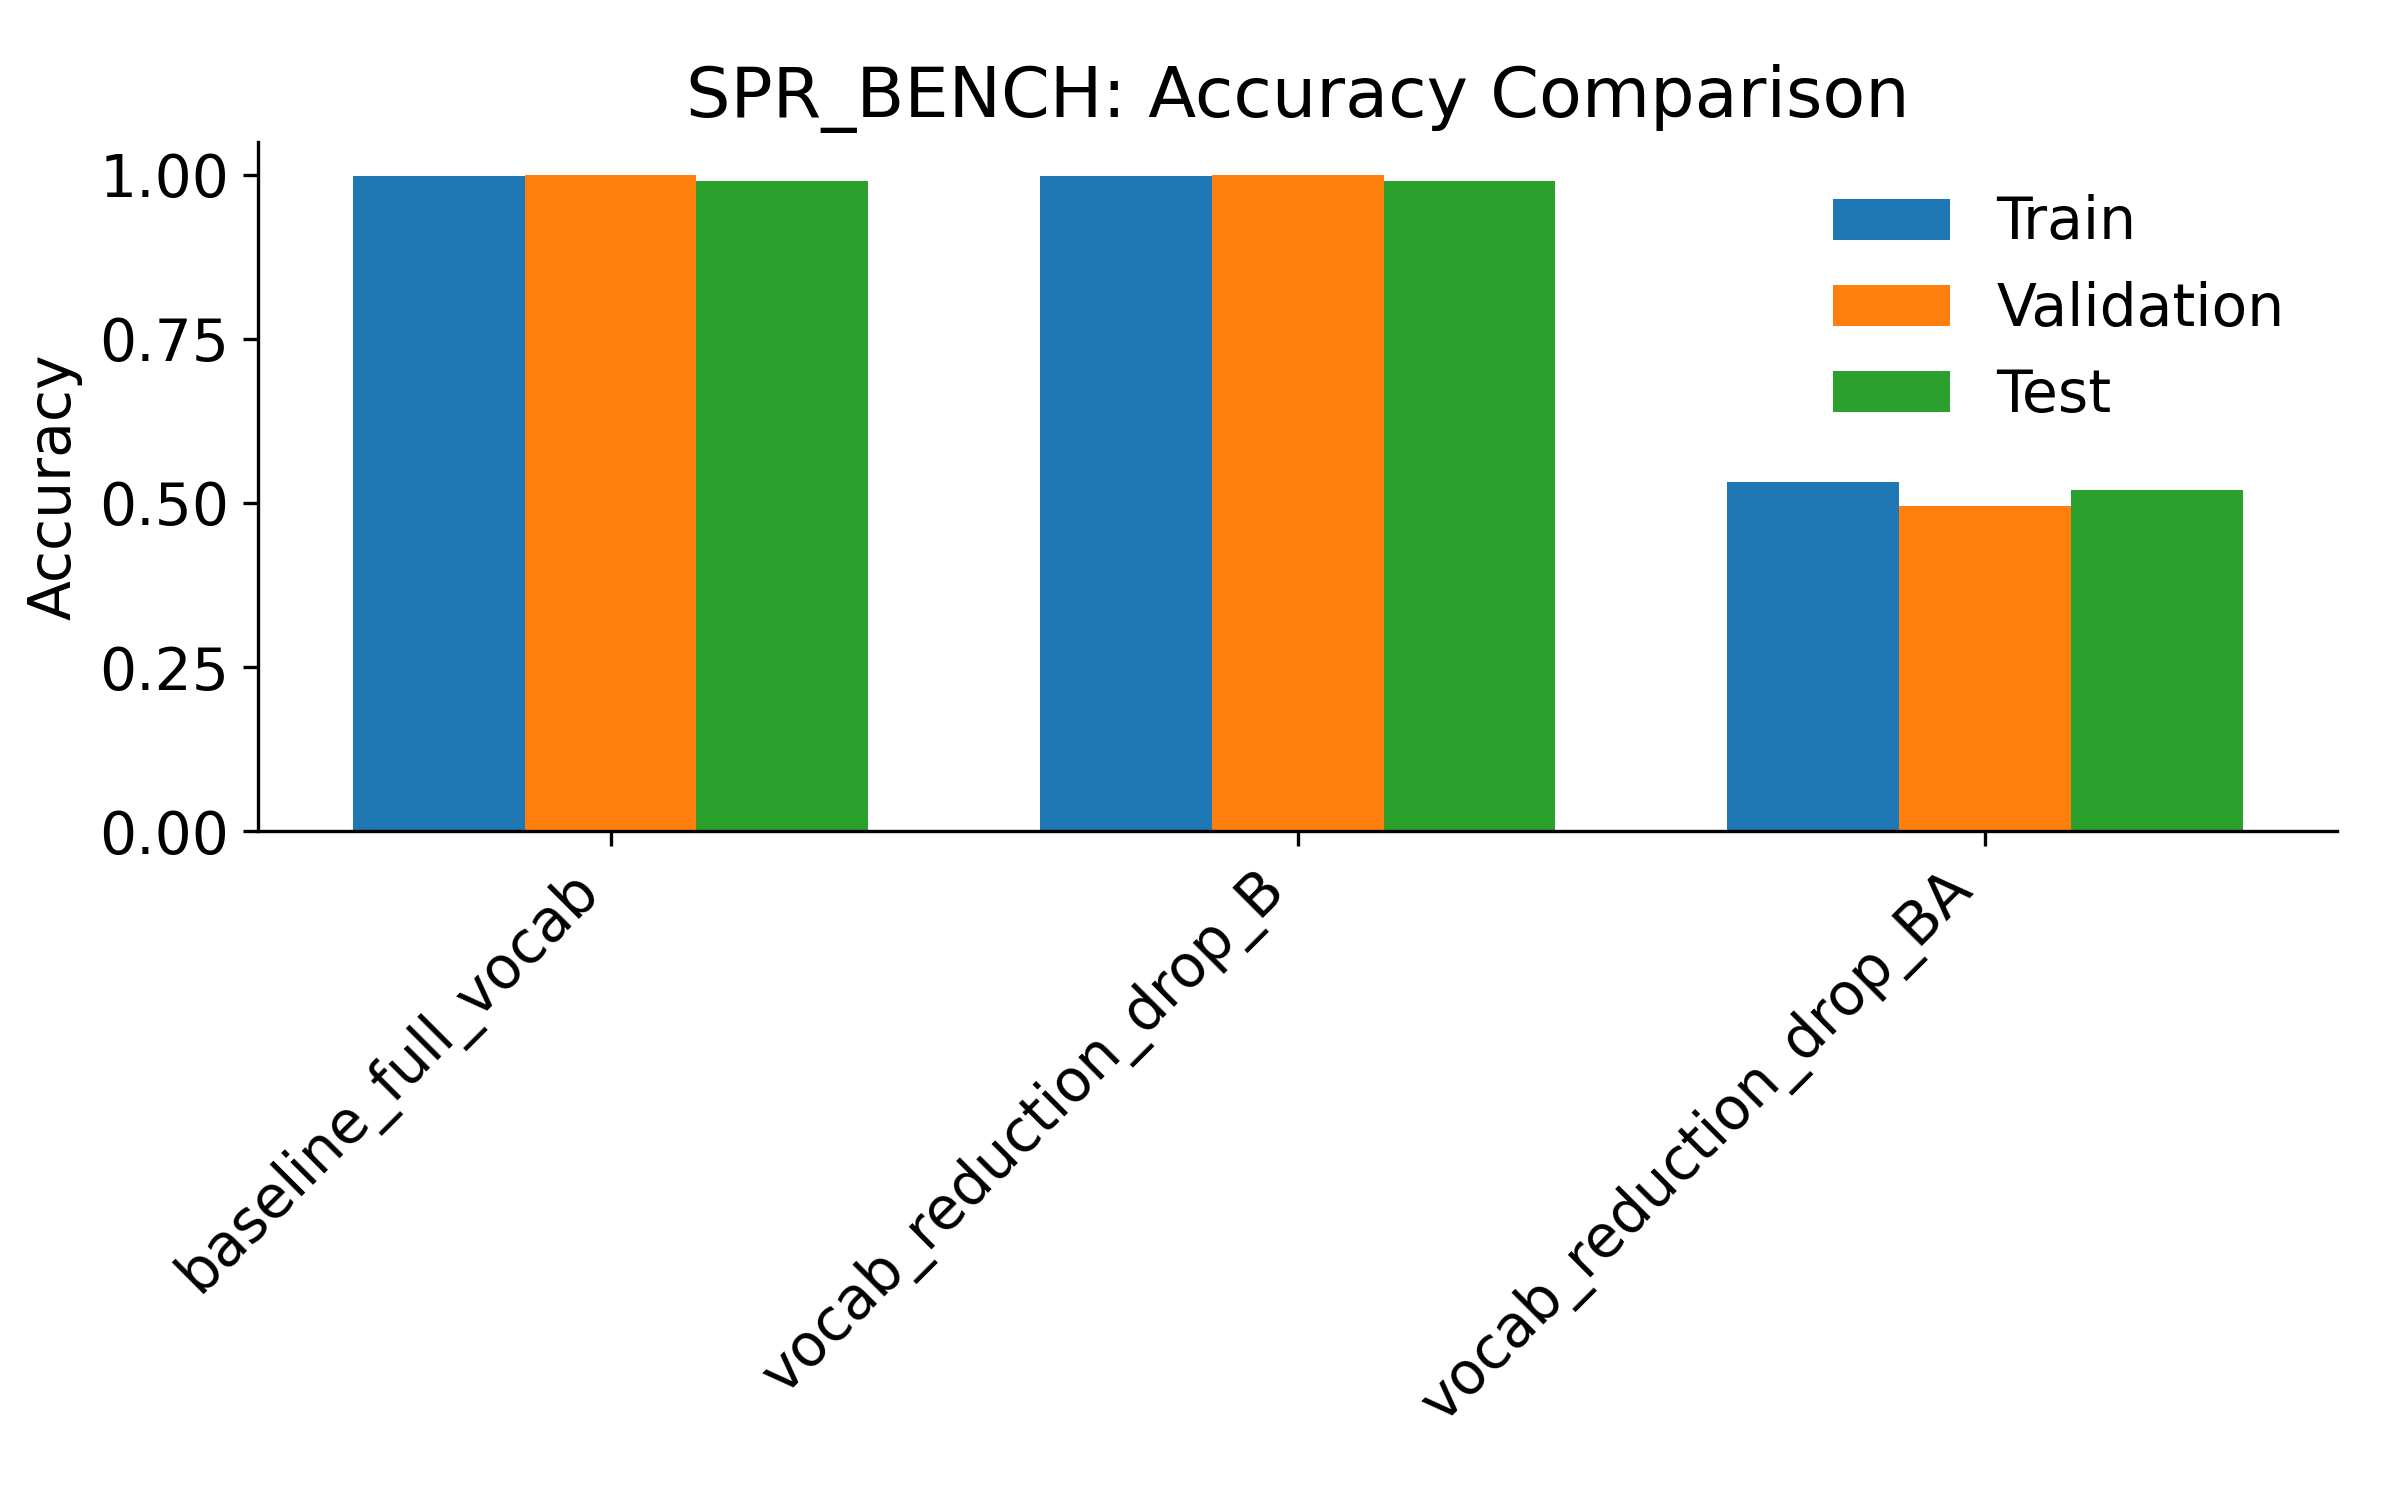 SPR_BENCH: Accuracy Comparison
Accuracy
1.00
0.75
0.50
0.25
0.00
Train
Validation
Test
baseline_full_vocab
vocab_reduction_drop_B
vocab_reduction_drop_BA